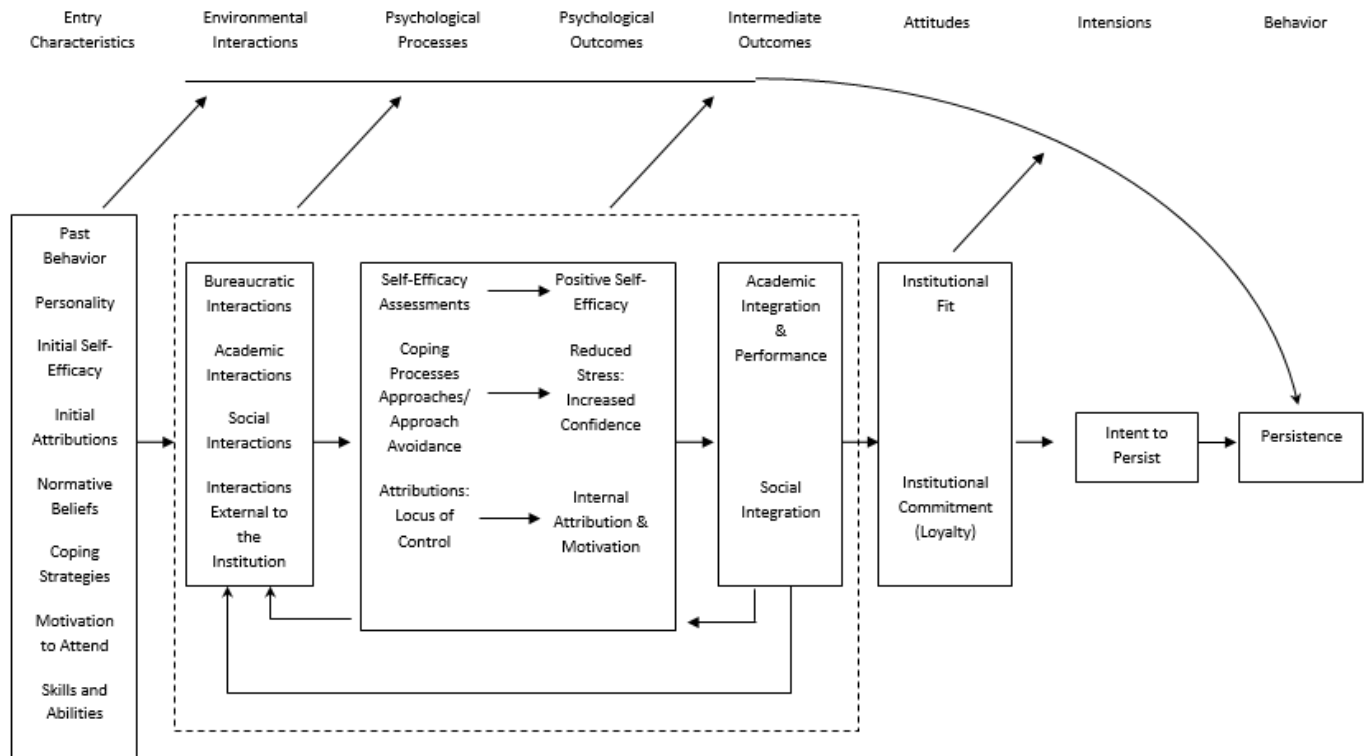 Entry
Characteristics
Environmental
Interactions
Psychological
Processes
Psychological
Outcomes
Intermediate
Outcomes
Attitudes
Intensions
Behavior
Past
Behavior
Personality
Initial Self-
Efficacy
Initial
Attributions
Normative
Beliefs
Coping
Strategies
Motivation
to Attend
Skills and
Abilities
Bureaucratic
Interactions
Academic
Interactions
Social
Interactions
Interactions
External to
the
Institution
Self-Efficacy
Assessments
Coping
Processes
Approaches/
Approach
Avoidance
Attributions:
Locus of
Control
Positive Self-
Efficacy
Reduced
Stress:
Increased
Confidence
Internal
Attribution &
Motivation
Academic
Integration
&
Performance
Social
Integration
Institutional
Fit
Institutional
Commitment
(Loyalty)
Intent to
Persist
Persistence